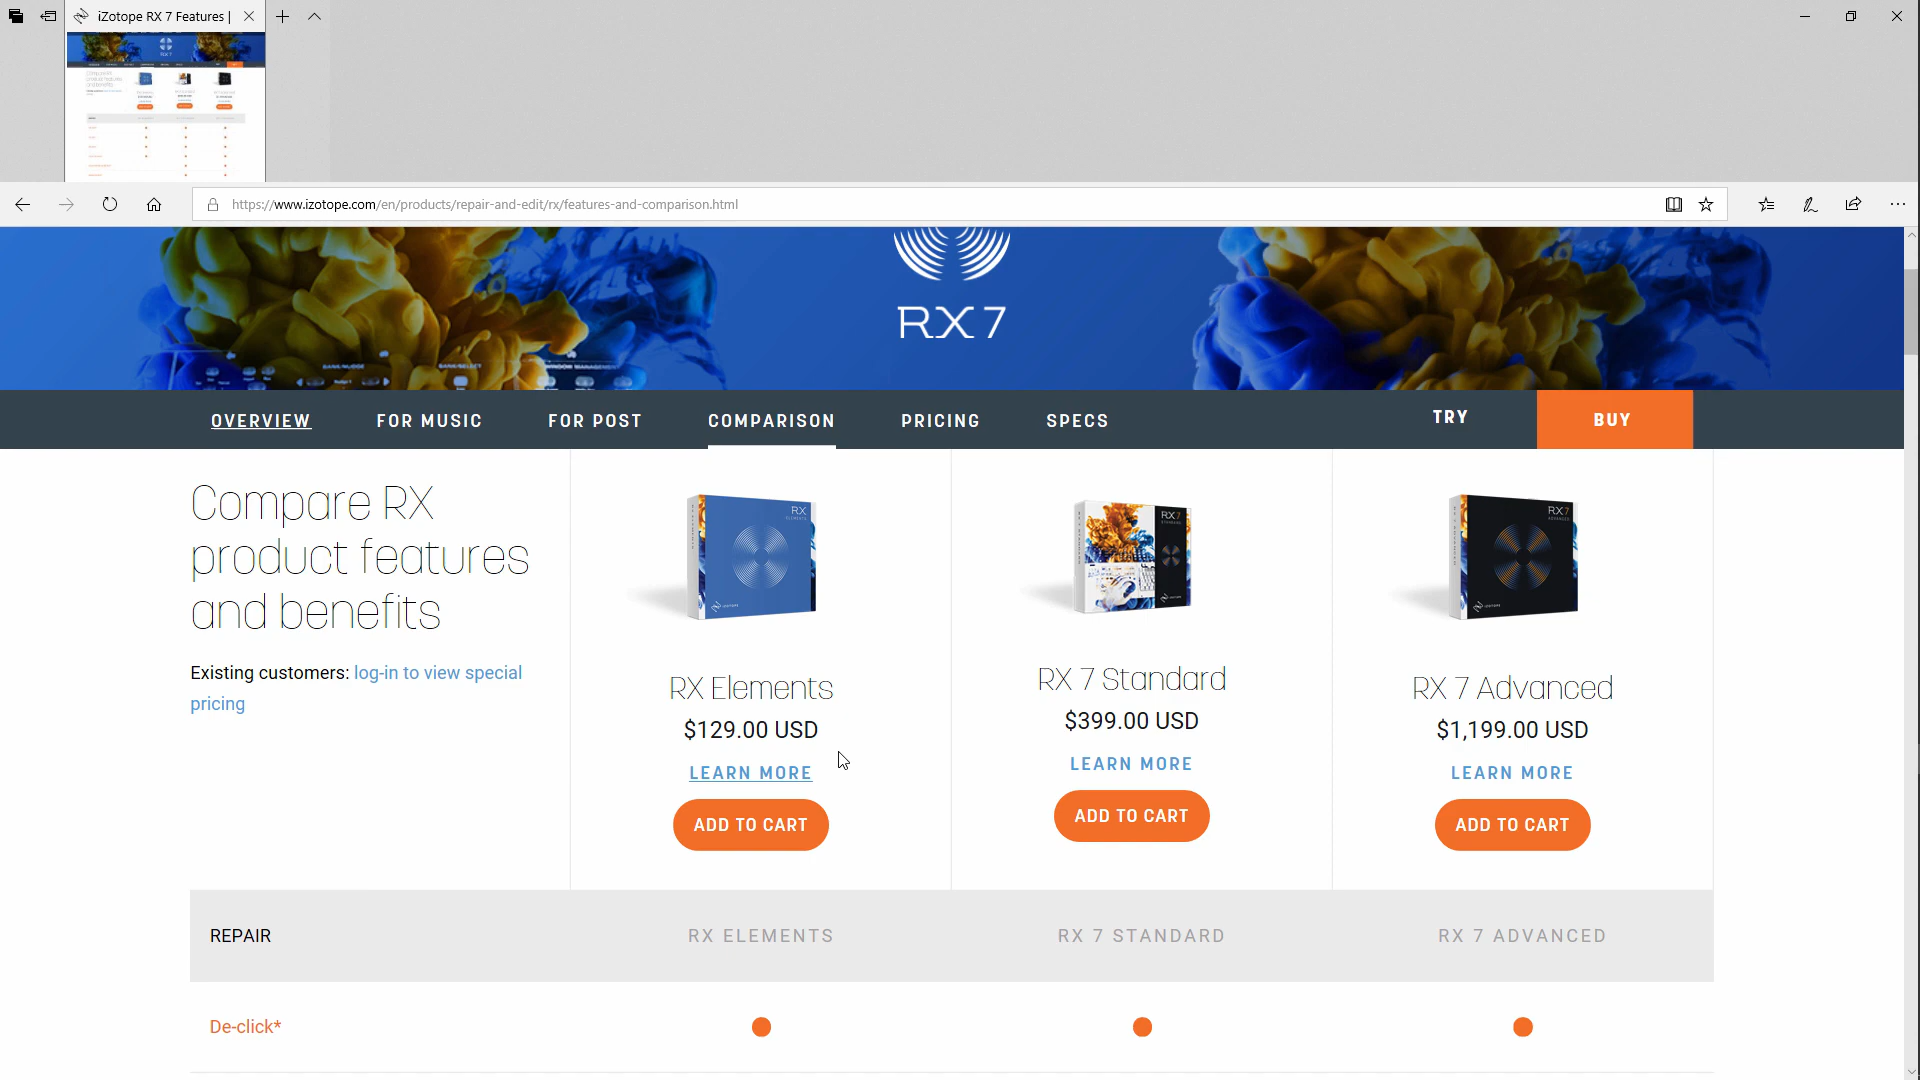 iZotope RX 7 Features |
https://www.izotope.com/en/products/repair-and-edit/rx/features-and-comparison.html
RX 7
OVERVIEW FOR MUSIC FOR POST COMPARISON PRICING SPECS TRY BUY
Compare RX
product features
and benefits
Existing customers: log-in to view special
pricing
RX Elements
$129.00 USD
LEARN MORE
ADD TO CART
RX 7 Standard
$399.00 USD
LEARN MORE
ADD TO CART
RX 7 Advanced
$1,199.00 USD
LEARN MORE
ADD TO CART
REPAIR RX ELEMENTS RX 7 STANDARD RX 7 ADVANCED
De-click*